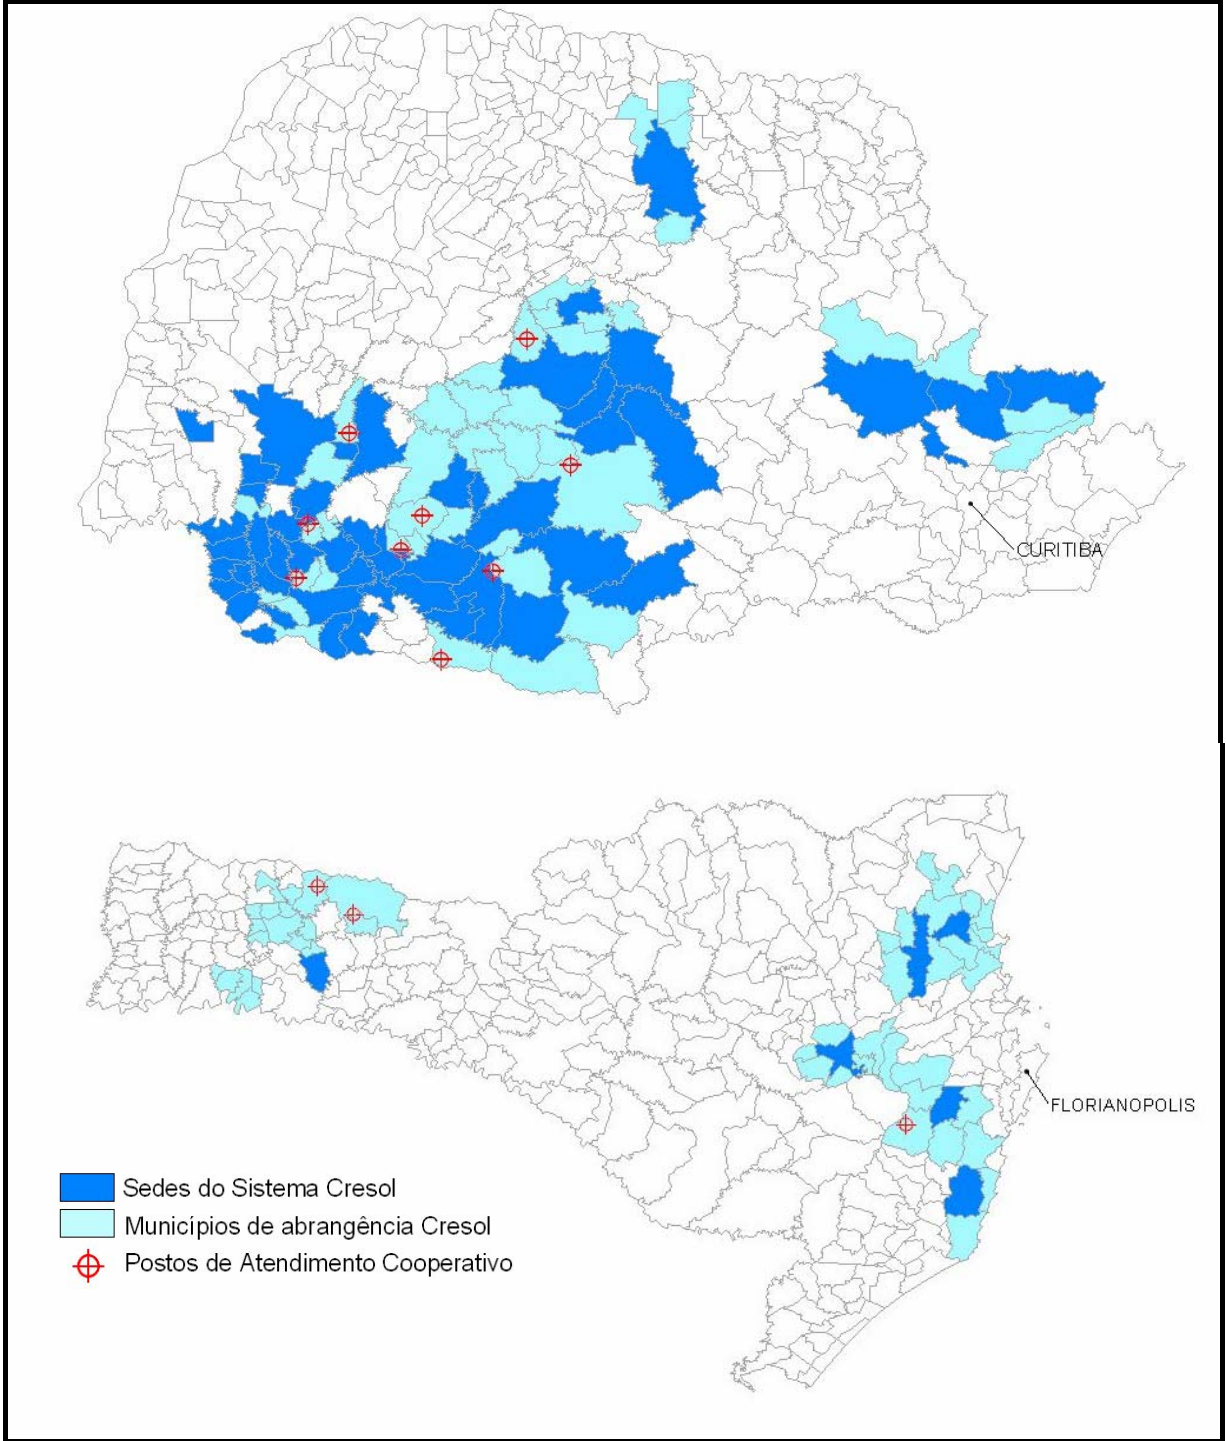 CURITIBA
FLORIANOPOLIS
Sedes do Sistema Cresol
Municípios de abrangência Cresol
Postos de Atendimento Cooperativo